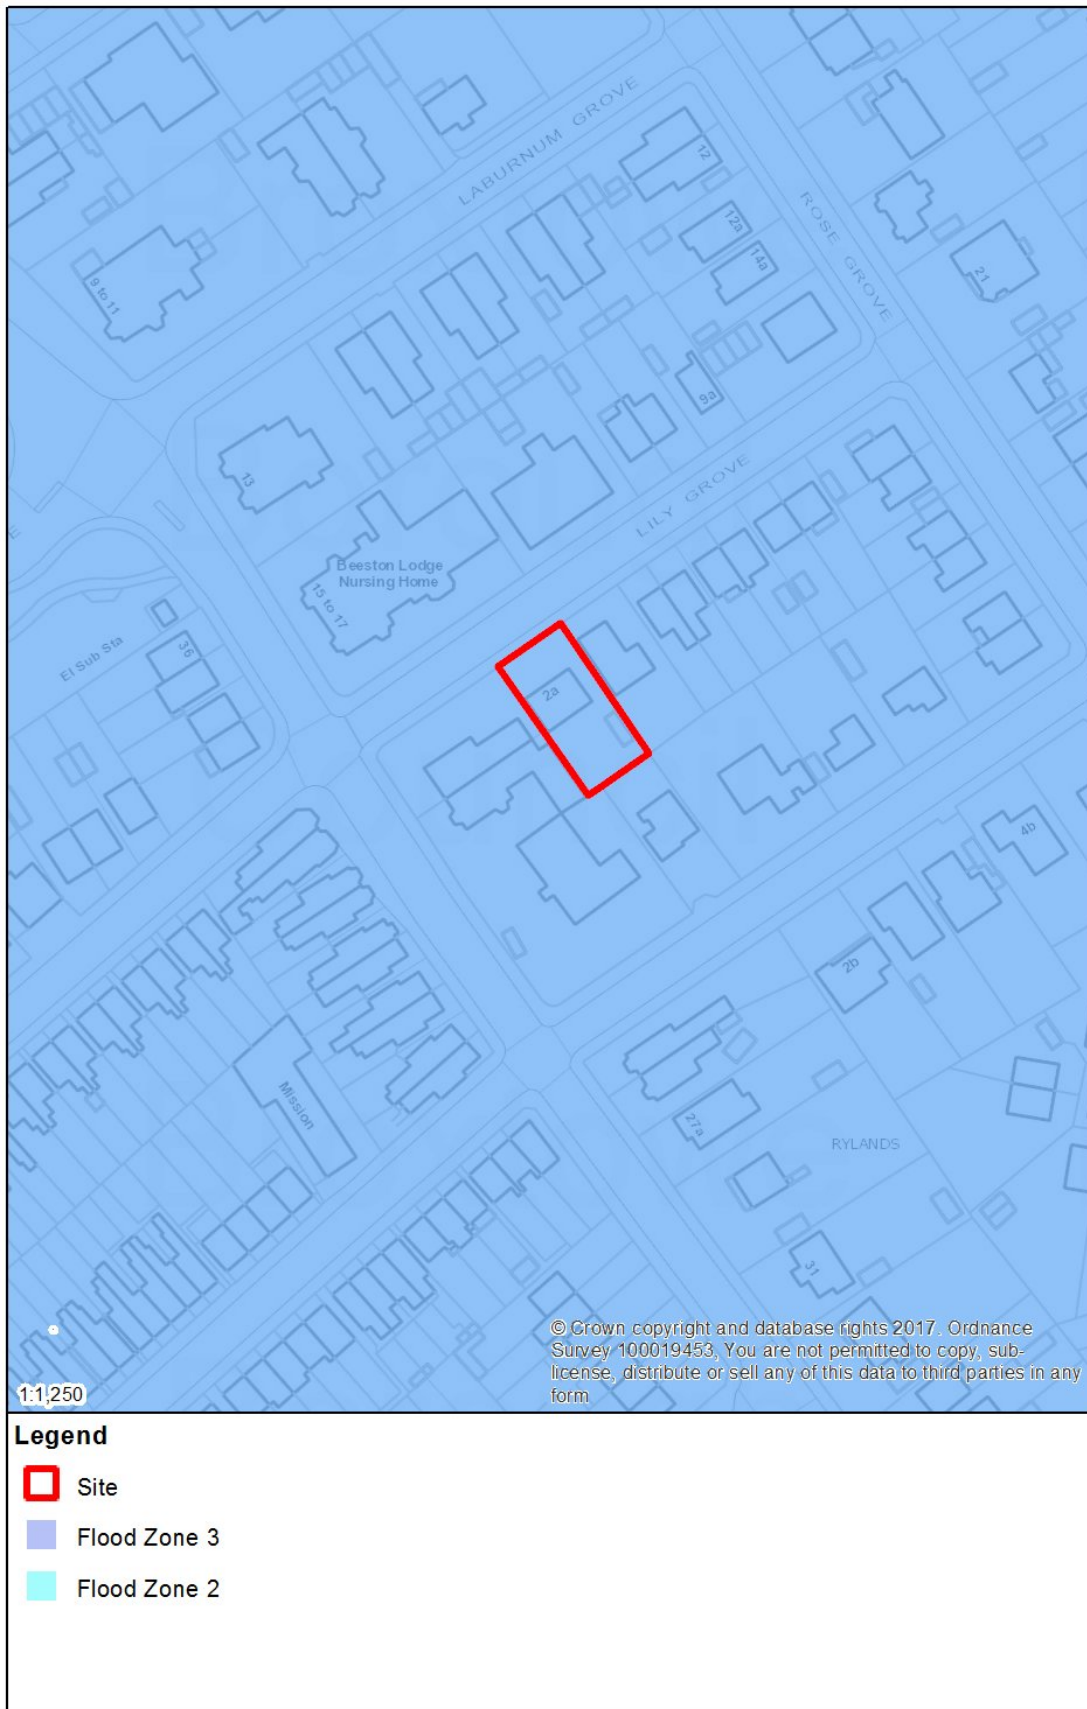 LABURNUM GROVE
12
ROSE GROVE
12a
14a
21
9 to 11
9a
13
LILY GROVE
E
Beeston Lodge
Nursing Home
15 to 17
El Sub Sta
36
2a
4b
2b
Mission
27a
RYLANDS
31
© Crown copyright and database rights 2017. Ordnance
Survey 100019453, You are not permitted to copy, sub-
license, distribute or sell any of this data to third parties in any
form
1:1,250
Legend
Site
Flood Zone 3
Flood Zone 2